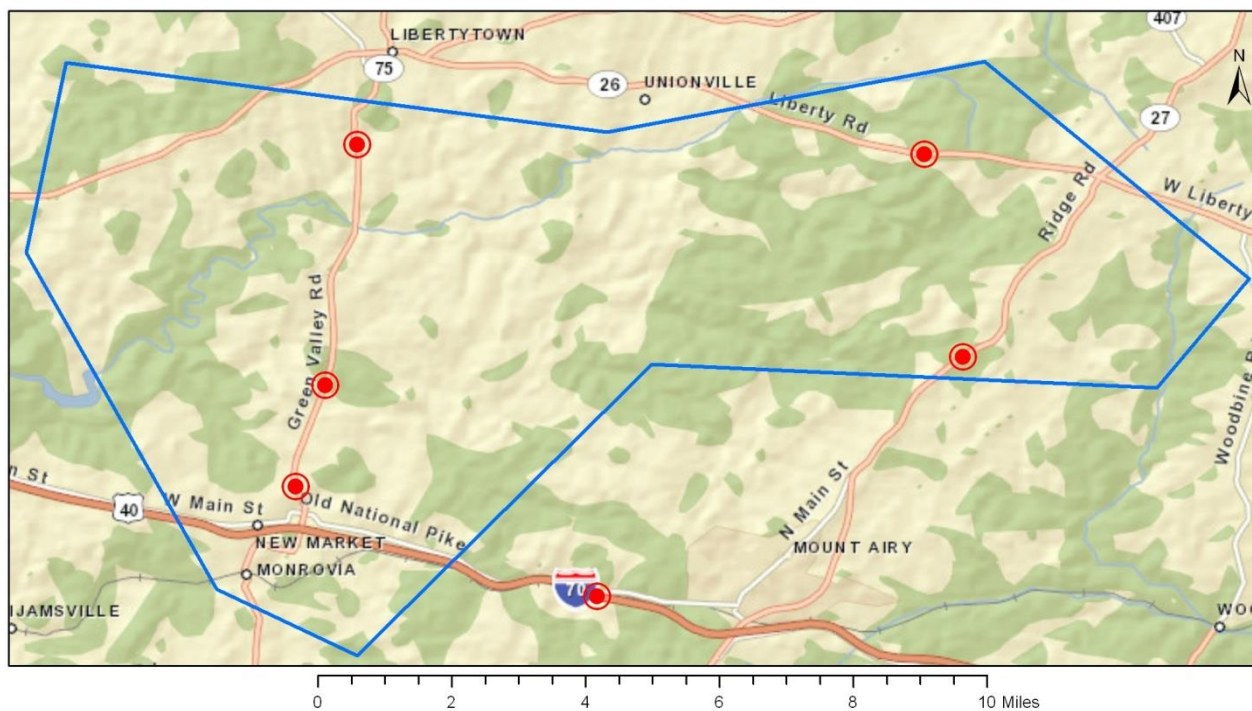 407
LIBERTYTOWN
N
75
26
UNIONVILLE
Liberty Rd
27
W Liberty
Ridge Rd
Green Valley Rd
Woodbine
n St
40
W Main St
Old National Pike
N Main St
NEW MARKET
MOUNT AIRY
MONROVIA
70
IJAMSVILLE
WOO
0 2 4 6 8 10 Miles